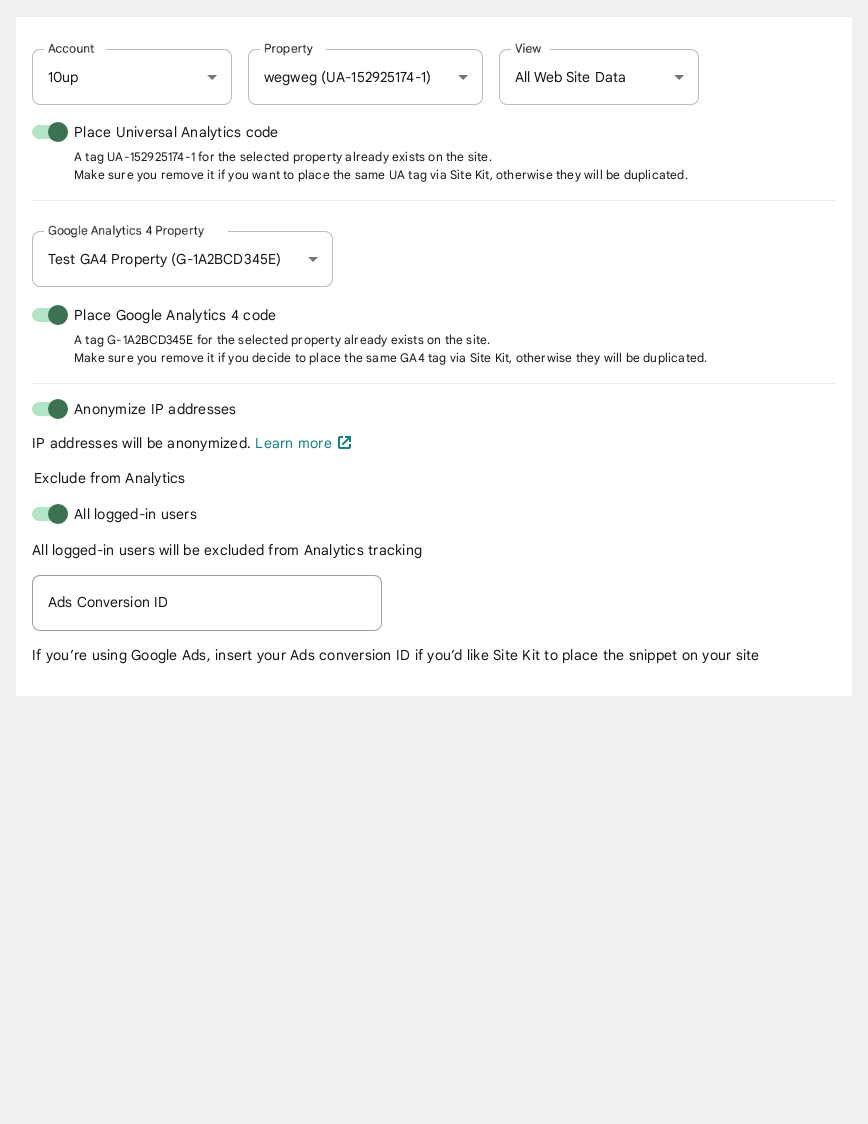 Account
10up
Property
wegweg (UA-152925174-1)
View
All Web Site Data
Place Universal Analytics code
A tag UA-152925174-1 for the selected property already exists on the site.
Make sure you remove it if you want to place the same UA tag via Site Kit, otherwise they will be duplicated.
Google Analytics 4 Property
Test GA4 Property (G-1A2BCD345E)
Place Google Analytics 4 code
A tag G-1A2BCD345E for the selected property already exists on the site.
Make sure you remove it if you decide to place the same GA4 tag via Site Kit, otherwise they will be duplicated.
Anonymize IP addresses
IP addresses will be anonymized. Learn more
Exclude from Analytics
All logged-in users
All logged-in users will be excluded from Analytics tracking
Ads Conversion ID
If you’re using Google Ads, insert your Ads conversion ID if you’d like Site Kit to place the snippet on your site